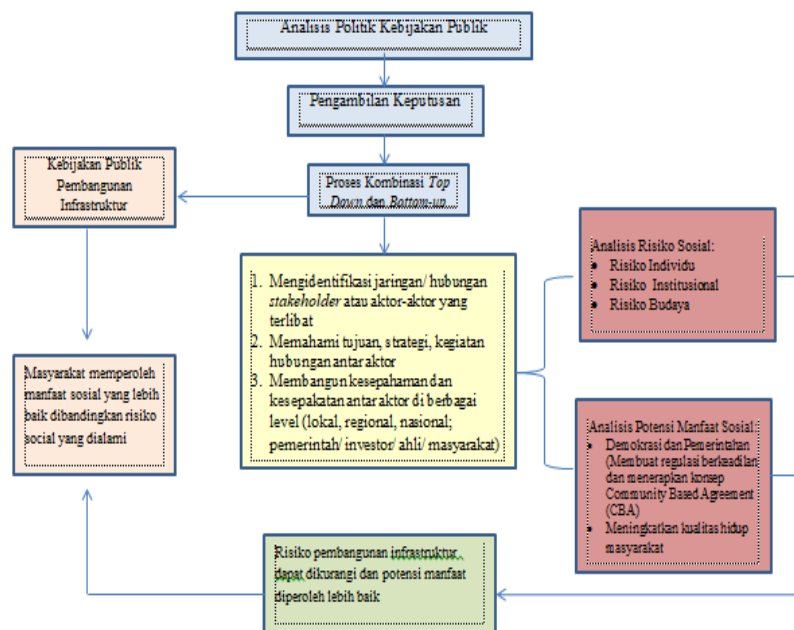 Analisis Politik Kebijakan Publik
Pengambilan Keputusan
Proses Kombinasi Top
Down dan Bottom-up
Kebijakan Publik
Pembangunan
Infrastruktur
1. Mengidentifikasi jaringan/ hubungan
stakeholder atau aktor-aktor yang
terlibat
2. Memahami tujuan, strategi, kegiatan
hubungan antar aktor
3. Membangun kesepahaman dan
kesepakatan antar aktor di berbagai
level (lokal, regional, nasional;
pemerintah/ investor/ ahli/ masyarakat)
Analisis Risiko Sosial:
• Risiko Individu
• Risiko Institusional
• Risiko Budaya
Masyarakat memperoleh
manfaat sosial yang lebih
baik dibandingkan risiko
social yang dialami
Analisis Potensi Manfaat Sosial:
• Demokrasi dan Pemerintahan
(Membuat regulasi berkeadilan
dan menerapkan konsep
Community Based Agreement
(CBA)
• Meningkatkan kualitas hidup
masyarakat
Risiko pembangunan infrastruktur
dapat dikurangi dan potensi manfaat
diperoleh lebih baik